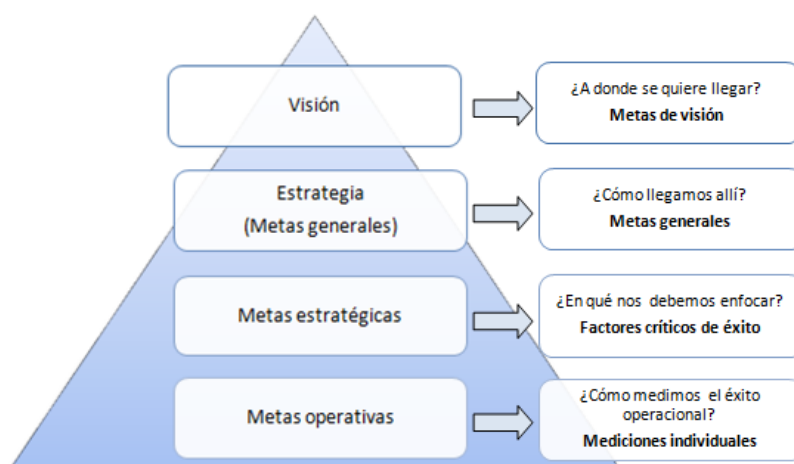 Visión
¿A donde se quiere llegar?
Metas de visión
Estrategia
(Metas generales)
¿Cómo llegamos allí?
Metas generales
Metas estratégicas
¿En qué nos debemos enfocar?
Factores críticos de éxito
Metas operativas
¿Cómo medimos el éxito
operacional?
Mediciones individuales